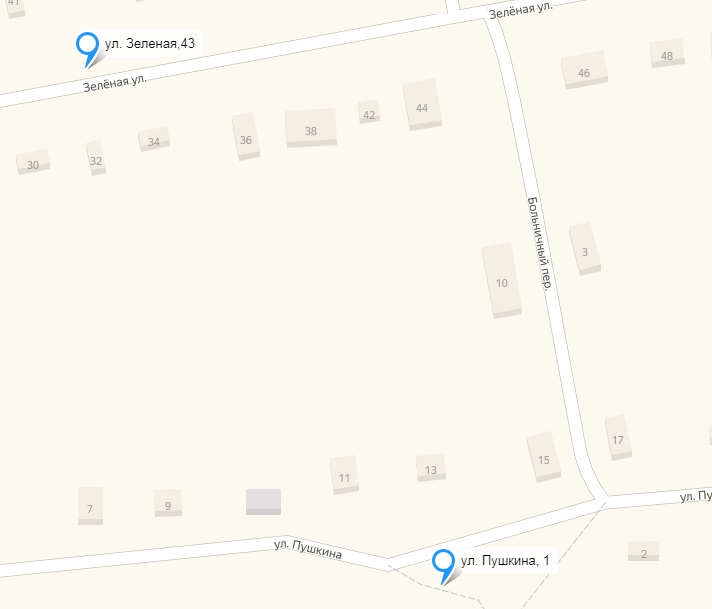 41
Зелёная ул.
ул. Зеленая,43
Зелёная ул.
46
48
44
42
38
36
34
32
30
Больничный пер.
3
10
17
15
13
11
9
7
ул. Пу
ул. Пушкина
ул. Пушкина, 1
2